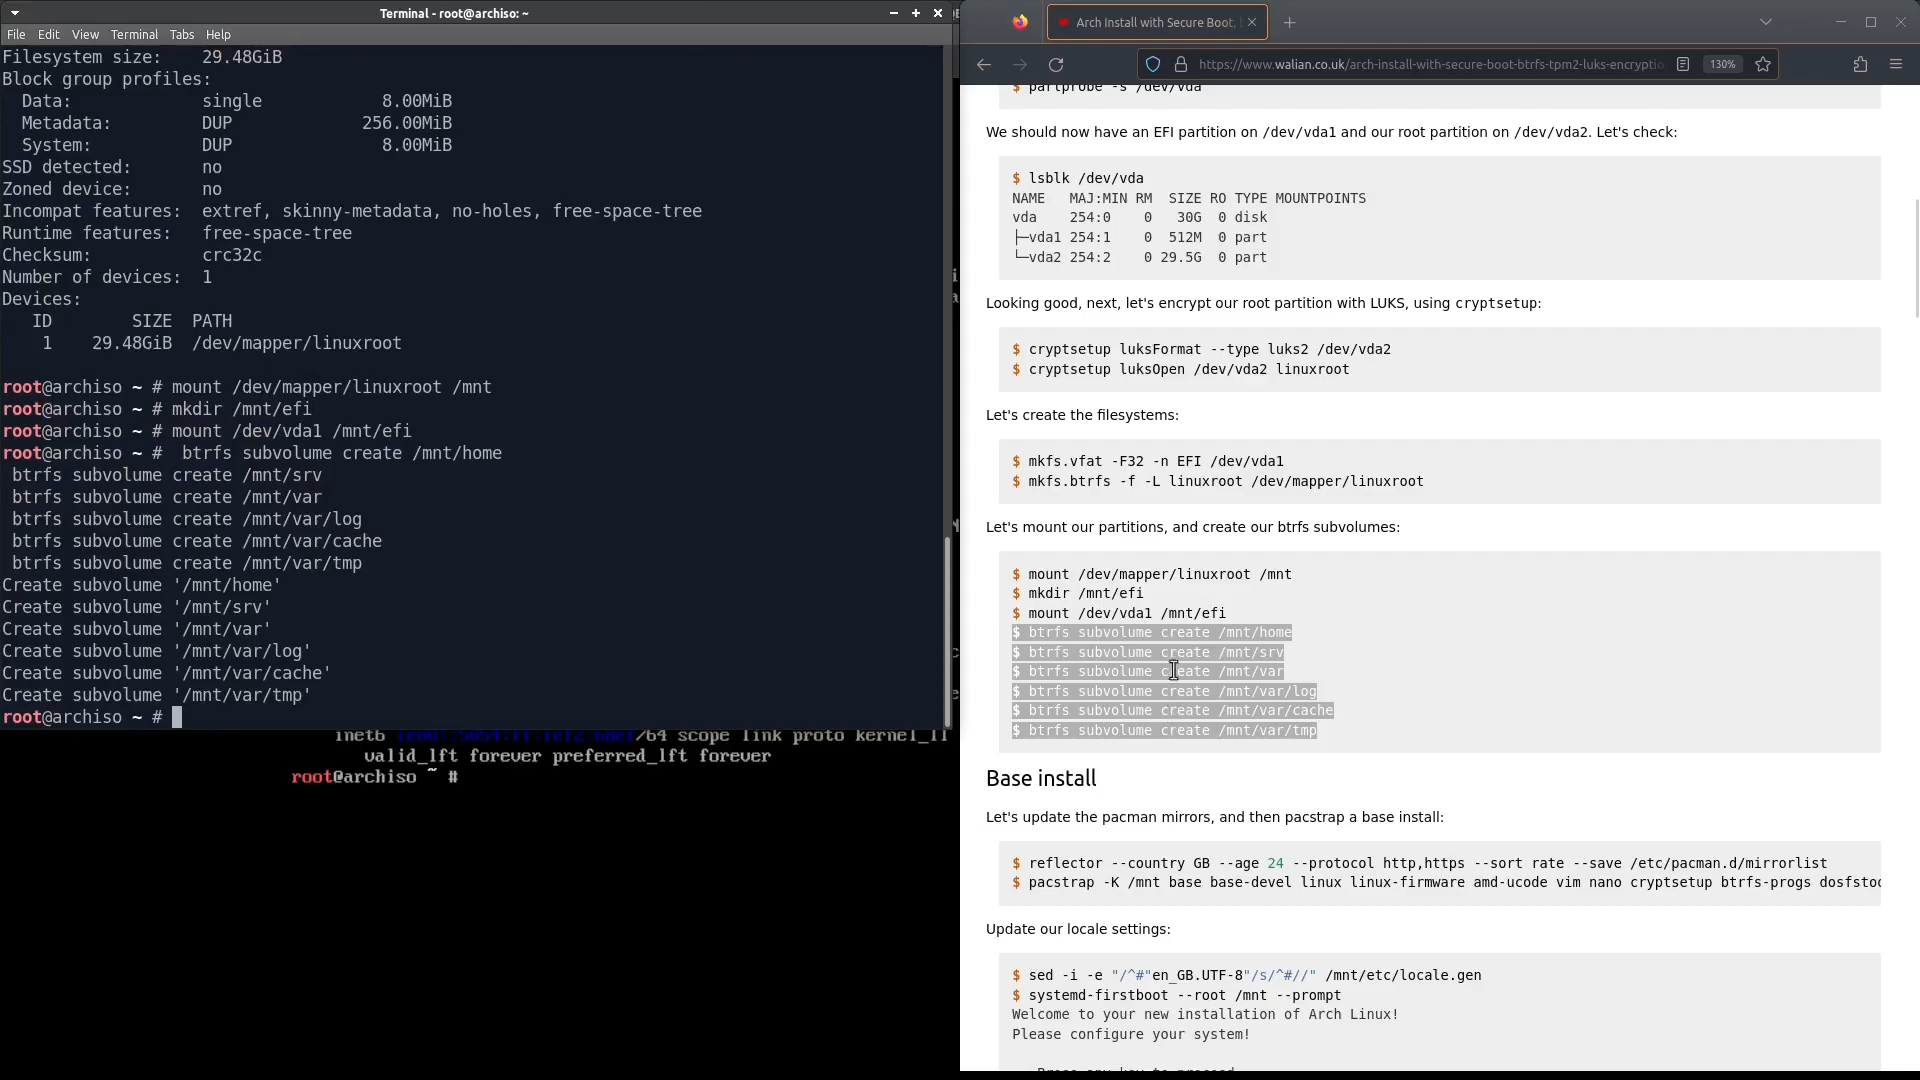 Terminal - root@archiso: ~
File Edit View Terminal Tabs Help
Filesystem size: 29.48GiB
Block group profiles:
Data: single 8.00MiB
Metadata: DUP 256.00MiB
System: DUP 8.00MiB
SSD detected: no
Zoned device: no
Incompat features: extref, skinny-metadata, no-holes, free-space-tree
Runtime features: free-space-tree
Checksum: crc32c
Number of devices: 1
Devices:
ID SIZE PATH
1 29.48GiB /dev/mapper/linuxroot
root@archiso ~ # mount /dev/mapper/linuxroot /mnt
root@archiso ~ # mkdir /mnt/efi
root@archiso ~ # mount /dev/vda1 /mnt/efi
root@archiso ~ # btrfs subvolume create /mnt/home
btrfs subvolume create /mnt/srv
btrfs subvolume create /mnt/var
btrfs subvolume create /mnt/var/log
btrfs subvolume create /mnt/var/cache
btrfs subvolume create /mnt/var/tmp
Create subvolume '/mnt/home'
Create subvolume '/mnt/srv'
Create subvolume '/mnt/var'
Create subvolume '/mnt/var/log'
Create subvolume '/mnt/var/cache'
Create subvolume '/mnt/var/tmp'
root@archiso ~ #
inet6 /64 scope link proto kernel_ll
valid_lft forever preferred_lft forever
root@archiso ~ #
Arch Install with Secure Boot,
https://www.walian.co.uk/arch-install-with-secure-boot-btrfs-tpm2-luks-encryptio
130%
$ partprobe -s /dev/vda
We should now have an EFI partition on /dev/vda1 and our root partition on /dev/vda2. Let's check:
$ lsblk /dev/vda
NAME MAJ:MIN RM SIZE RO TYPE MOUNTPOINTS
vda 254:0 0 30G 0 disk
├─vda1 254:1 0 512M 0 part
└─vda2 254:2 0 29.5G 0 part
Looking good, next, let's encrypt our root partition with LUKS, using cryptsetup:
$ cryptsetup luksFormat --type luks2 /dev/vda2
$ cryptsetup luksOpen /dev/vda2 linuxroot
Let's create the filesystems:
$ mkfs.vfat -F32 -n EFI /dev/vda1
$ mkfs.btrfs -f -L linuxroot /dev/mapper/linuxroot
Let's mount our partitions, and create our btrfs subvolumes:
$ mount /dev/mapper/linuxroot /mnt
$ mkdir /mnt/efi
$ mount /dev/vda1 /mnt/efi
$ btrfs subvolume create /mnt/home
$ btrfs subvolume create /mnt/srv
$ btrfs subvolume create /mnt/var
$ btrfs subvolume create /mnt/var/log
$ btrfs subvolume create /mnt/var/cache
$ btrfs subvolume create /mnt/var/tmp
Base install
Let's update the pacman mirrors, and then pacstrap a base install:
$ reflector --country GB --age 24 --protocol http,https --sort rate --save /etc/pacman.d/mirrorlist
$ pacstrap -K /mnt base base-devel linux linux-firmware amd-ucode vim nano cryptsetup btrfs-progs dosfstoo
Update our locale settings:
$ sed -i -e "/^#"en_GB.UTF-8"/s/^#//" /mnt/etc/locale.gen
$ systemd-firstboot --root /mnt --prompt
Welcome to your new installation of Arch Linux!
Please configure your system!